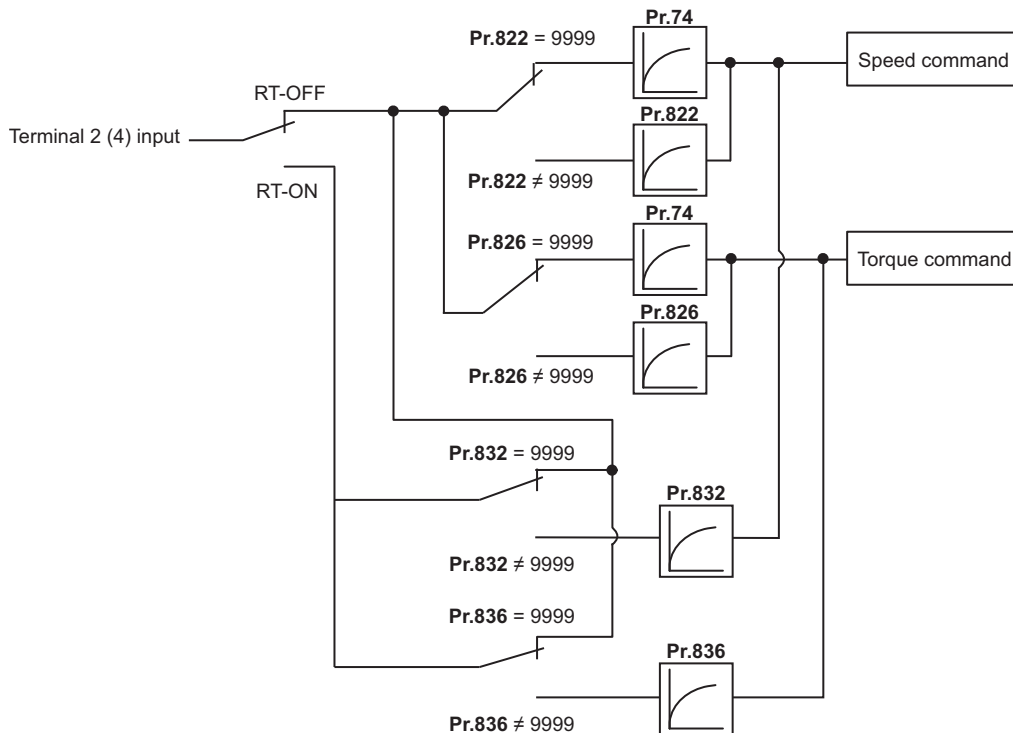 Pr.74
Pr.822 = 9999
Speed command
RT-OFF
Pr.822
Terminal 2 (4) input
Pr.822 ≠ 9999
RT-ON
Pr.74
Pr.826 = 9999
Torque command
Pr.826
Pr.826 ≠ 9999
Pr.832 = 9999
Pr.832
Pr.832 ≠ 9999
Pr.836 = 9999
Pr.836
Pr.836 ≠ 9999